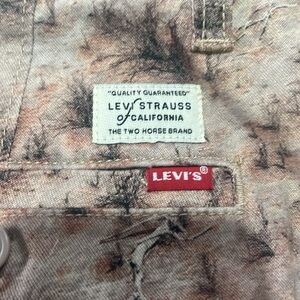 "QUALITY GUARANTEED"
LEVI STRAUSS
OF CALIFORNIA
THE TWO HORSE BRAND
LEVI'S®